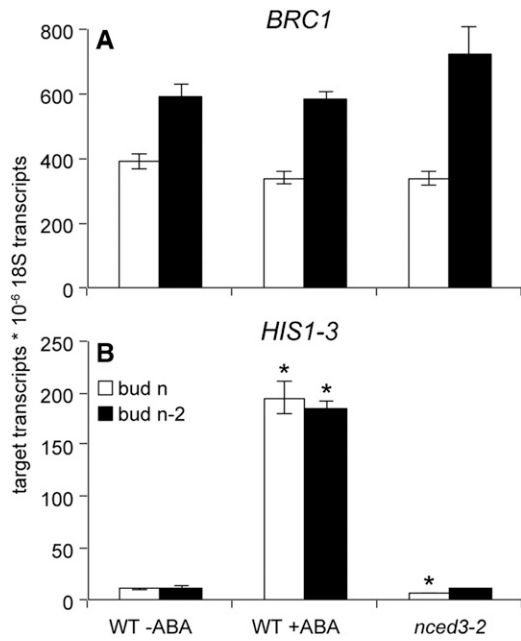 BRC1
A
800
600
400
200
0
target transcripts * 10⁻⁶ 18S transcripts
HIS1-3
B
250
200
150
100
50
0
bud n
bud n-2
* *
*
WT -ABA WT +ABA nced3-2